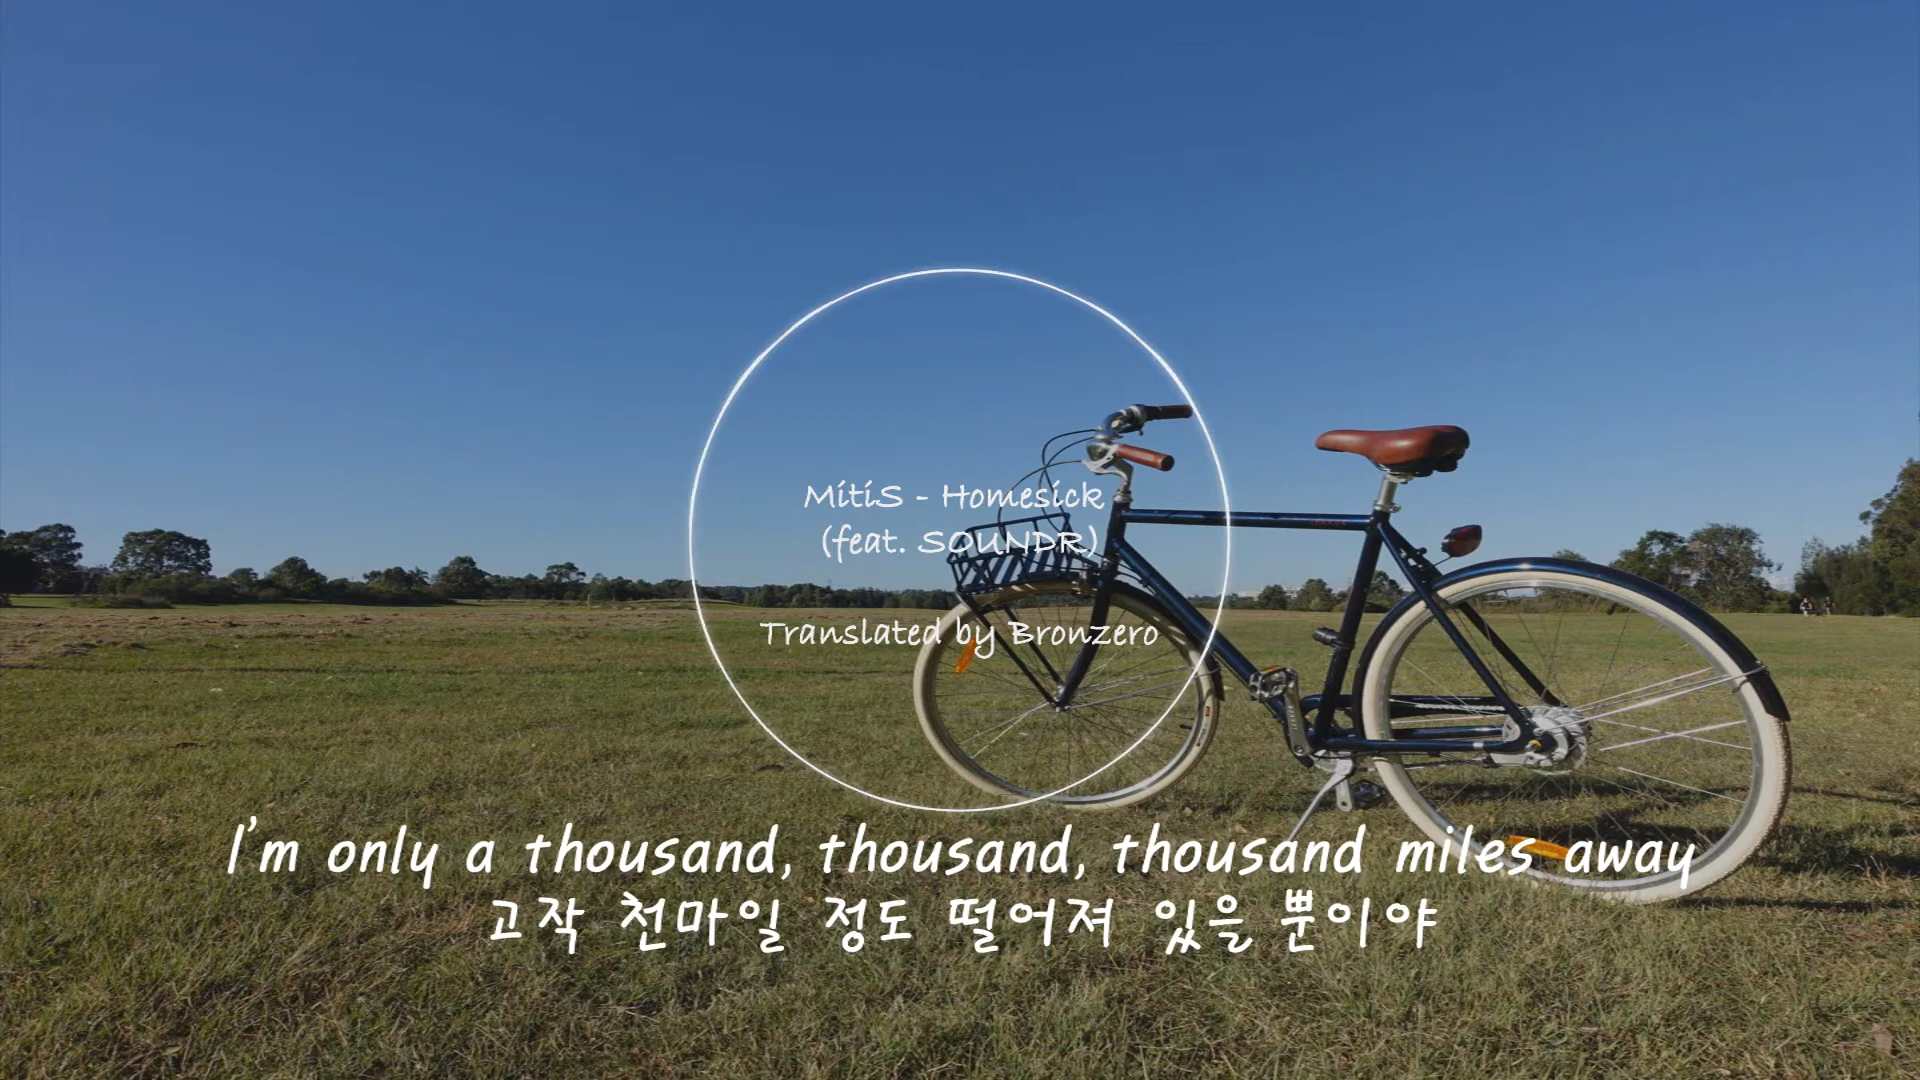 MitiS - Homesick
(feat. SOUNDR)
Translated by Bronzero
I'm only a thousand, thousand, thousand miles away
고작 천마일 정도 떨어져 있을 뿐이야